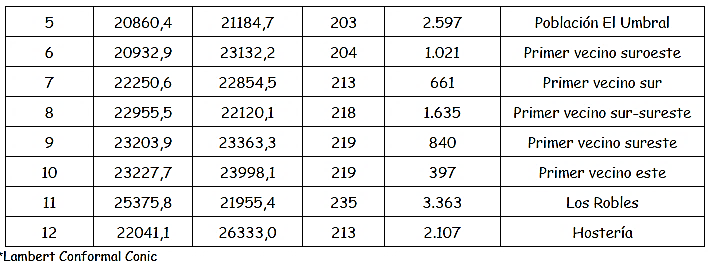 5 20860,4 21184,7 203 2.597 Población El Umbral
6 20932,9 23132,2 204 1.021 Primer vecino suroeste
7 22250,6 22854,5 213 661 Primer vecino sur
8 22955,5 22120,1 218 1.635 Primer vecino sur-sureste
9 23203,9 23363,3 219 840 Primer vecino sureste
10 23227,7 23998,1 219 397 Primer vecino este
11 25375,8 21955,4 235 3.363 Los Robles
12 22041,1 26333,0 213 2.107 Hostería
*Lambert Conformal Conic